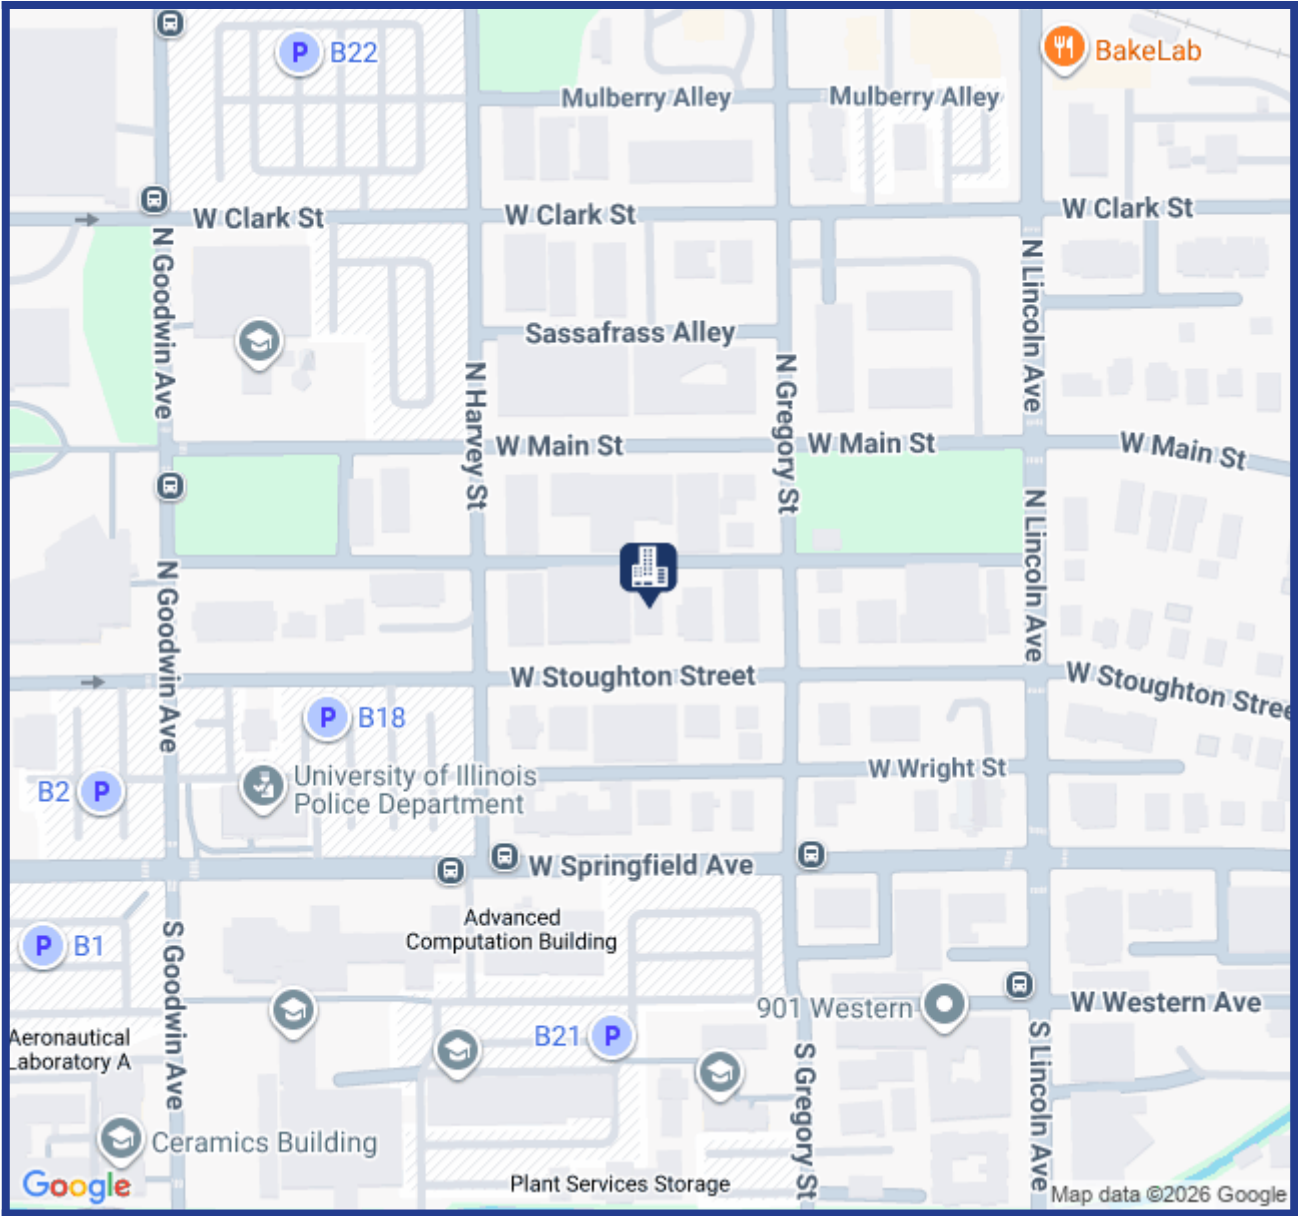 P B22
BakeLab
Mulberry Alley
Mulberry Alley
W Clark St
W Clark St
W Clark St
N Goodwin Ave
N Lincoln Ave
Sassafrass Alley
N Harvey St
N Gregory St
W Main St
W Main St
W Main St
N Lincoln Ave
N Goodwin Ave
W Stoughton Street
W Stoughton Stree
P B18
W Wright St
University of Illinois
Police Department
B2 P
W Springfield Ave
Advanced
Computation Building
P B1
S Goodwin Ave
901 Western
W Western Ave
B21 P
Aeronautical
Laboratory A
S Gregory St
S Lincoln Ave
Ceramics Building
Plant Services Storage
Google
Map data ©2026 Google